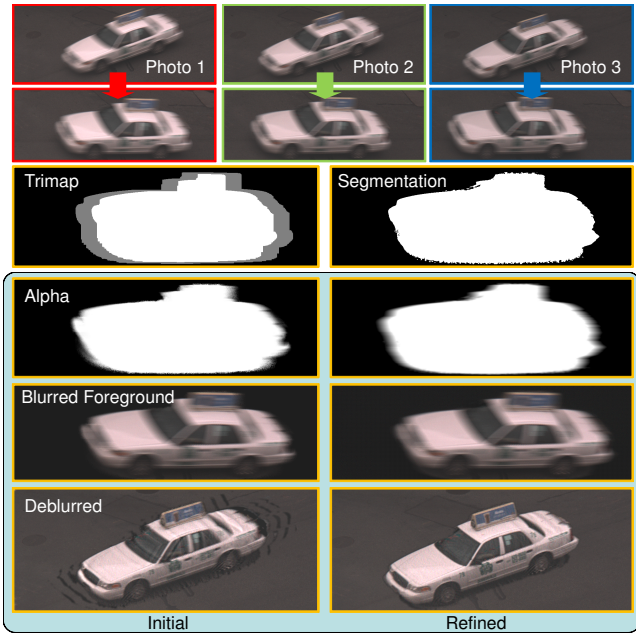 Photo 1
Photo 2
Photo 3
Trimap
Segmentation
Alpha
Blurred Foreground
Deblurred
Initial
Refined